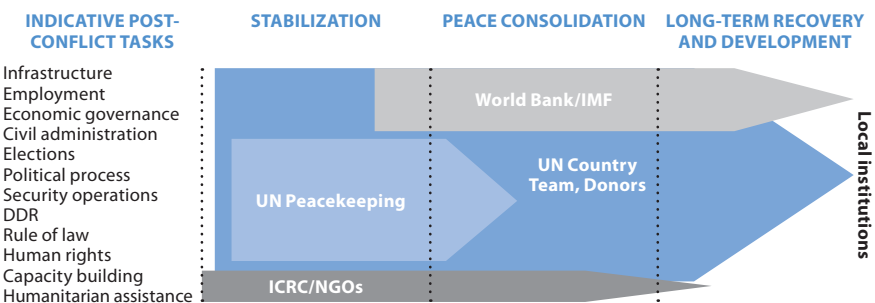 INDICATIVE POST-
CONFLICT TASKS
STABILIZATION
PEACE CONSOLIDATION
LONG-TERM RECOVERY
AND DEVELOPMENT
Infrastructure
Employment
Economic governance
Civil administration
Elections
Political process
Security operations
DDR
Rule of law
Human rights
Capacity building
Humanitarian assistance
World Bank/IMF
UN Peacekeeping
UN Country
Team, Donors
ICRC/NGOs
Local institutions